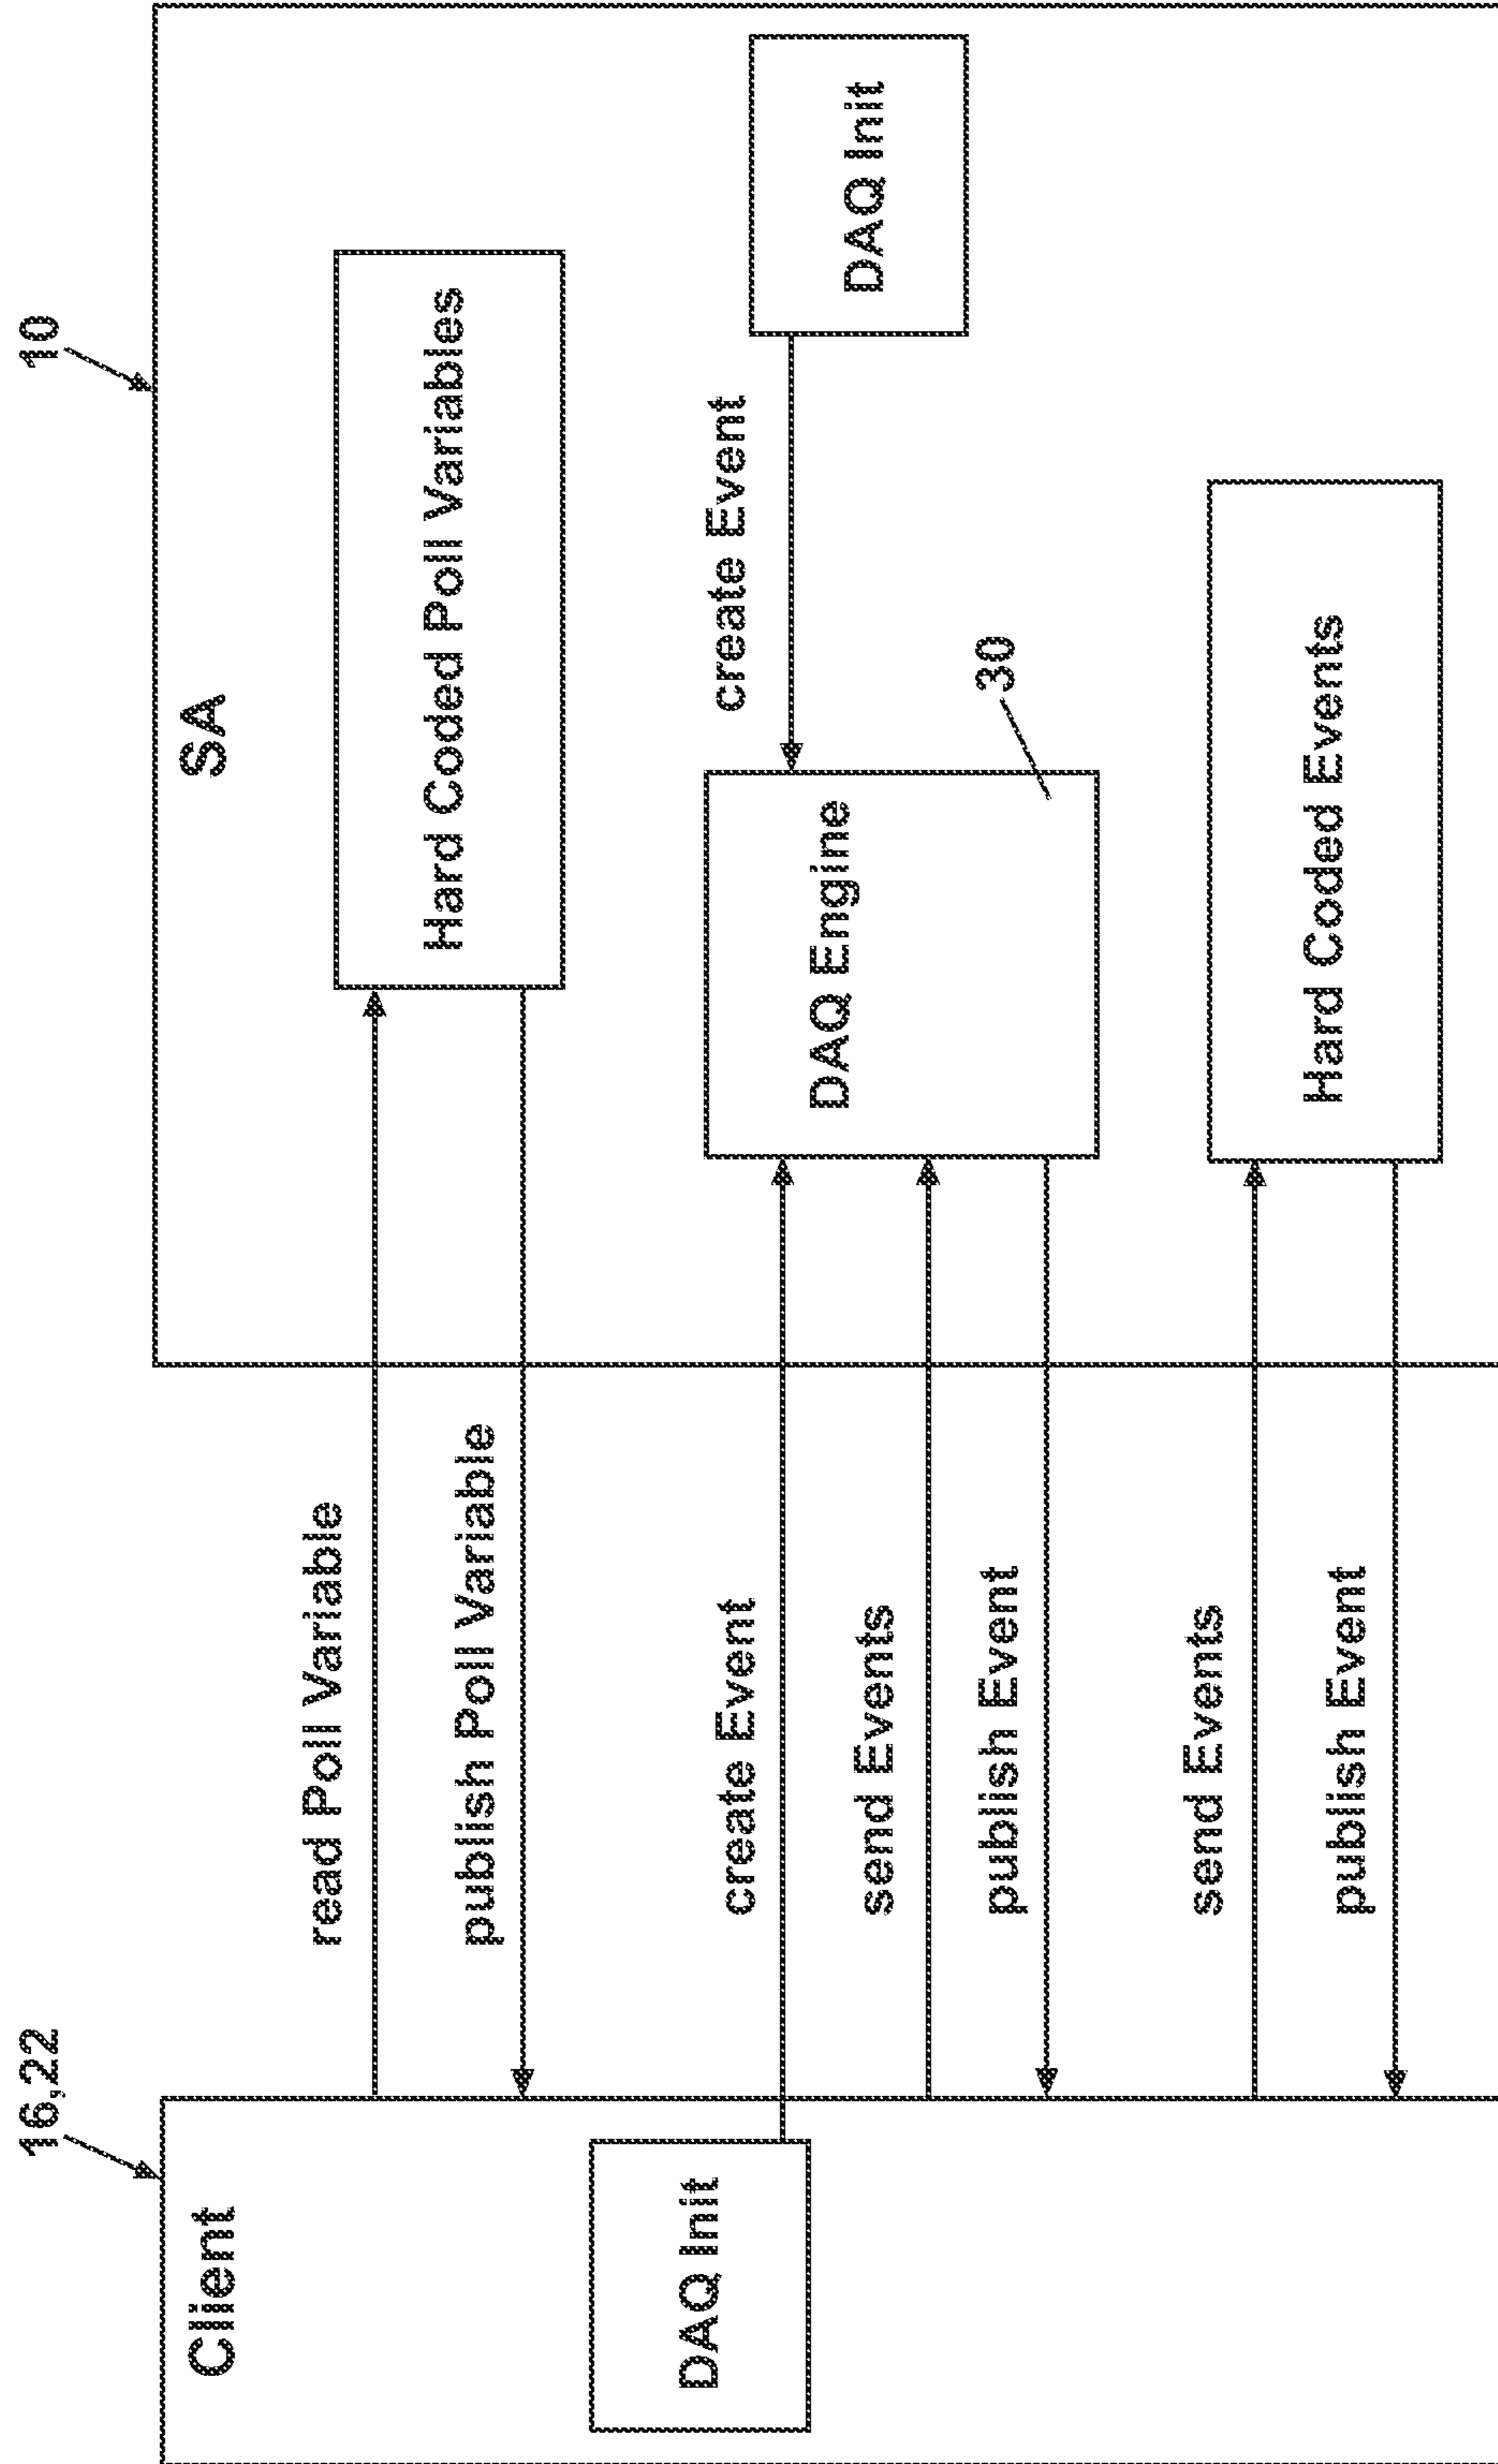 16,22
10
Client
SA
read Poll Variable
Hard Coded Poll Variables
publish Poll Variable
DAQ Init
create Event
create Event
DAQ Init
DAQ Engine
send Events
publish Event
30
send Events
Hard Coded Events
publish Event